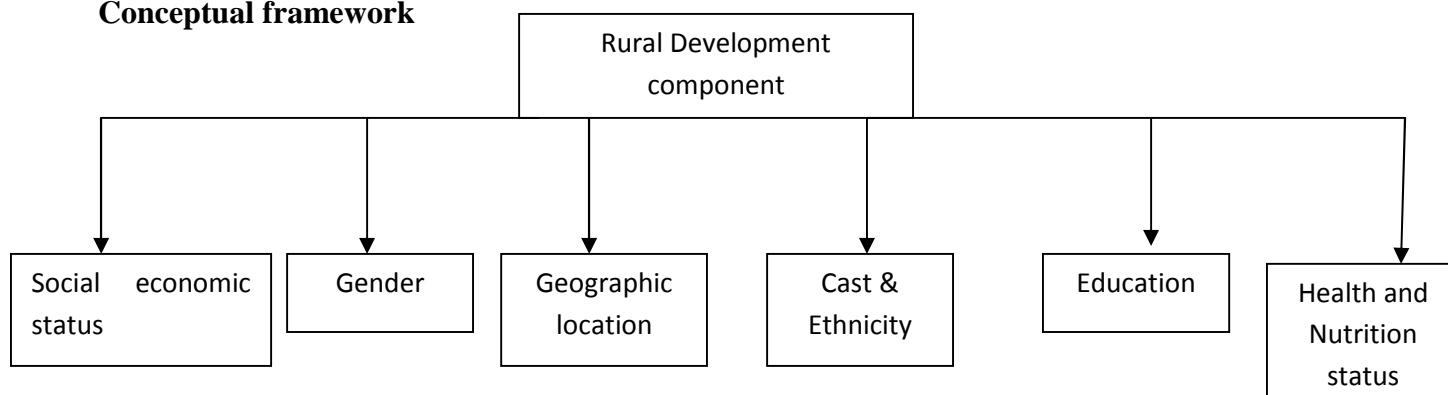 Conceptual framework
Rural Development
component
Social economic
status
Gender
Geographic
location
Cast &
Ethnicity
Education
Health and
Nutrition
status